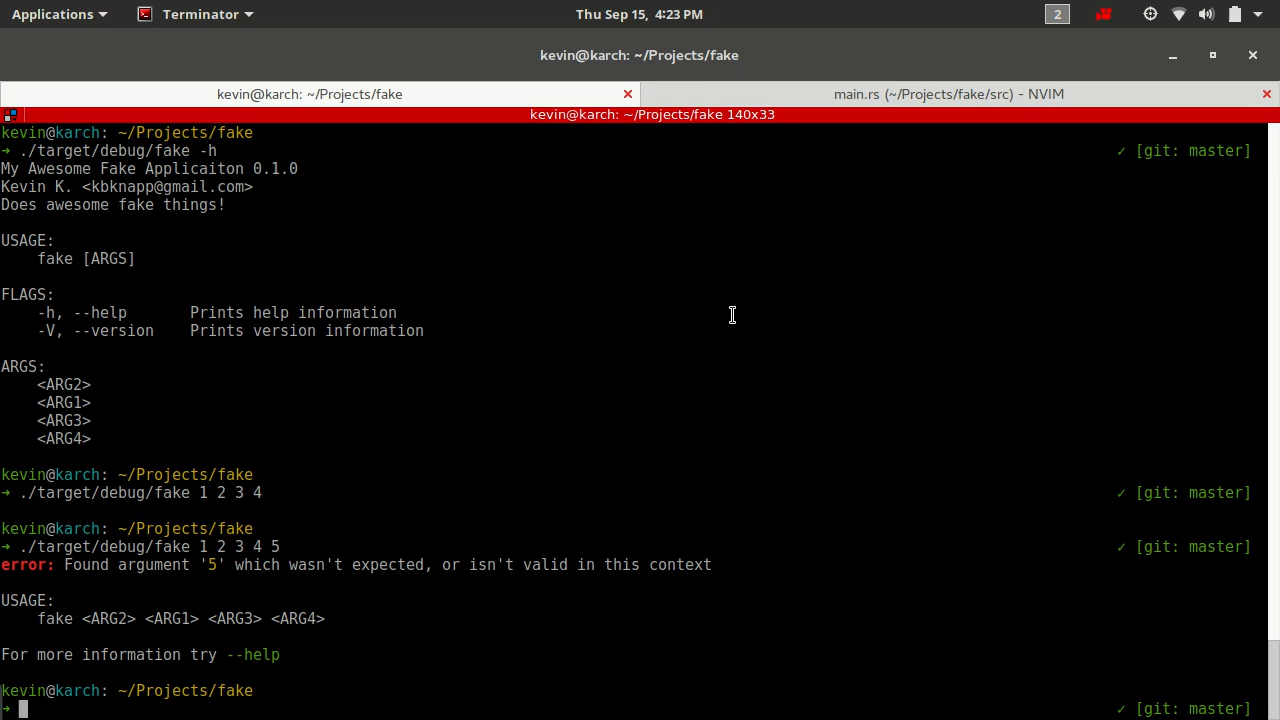 Applications Terminator Thu Sep 15, 4:23 PM 2
kevin@karch: ~/Projects/fake
kevin@karch: ~/Projects/fake main.rs (~/Projects/fake/src) - NVIM
kevin@karch: ~/Projects/fake 140x33
kevin@karch: ~/Projects/fake
➜ ./target/debug/fake -h ✓ [git: master]
My Awesome Fake Applicaiton 0.1.0
Kevin K. <kbknapp@gmail.com>
Does awesome fake things!
USAGE:
fake [ARGS]
FLAGS:
-h, --help Prints help information
-V, --version Prints version information
ARGS:
<ARG2>
<ARG1>
<ARG3>
<ARG4>
kevin@karch: ~/Projects/fake
➜ ./target/debug/fake 1 2 3 4 ✓ [git: master]
kevin@karch: ~/Projects/fake
➜ ./target/debug/fake 1 2 3 4 5 ✓ [git: master]
error: Found argument '5' which wasn't expected, or isn't valid in this context
USAGE:
fake <ARG2> <ARG1> <ARG3> <ARG4>
For more information try --help
kevin@karch: ~/Projects/fake
➜ ✓ [git: master]